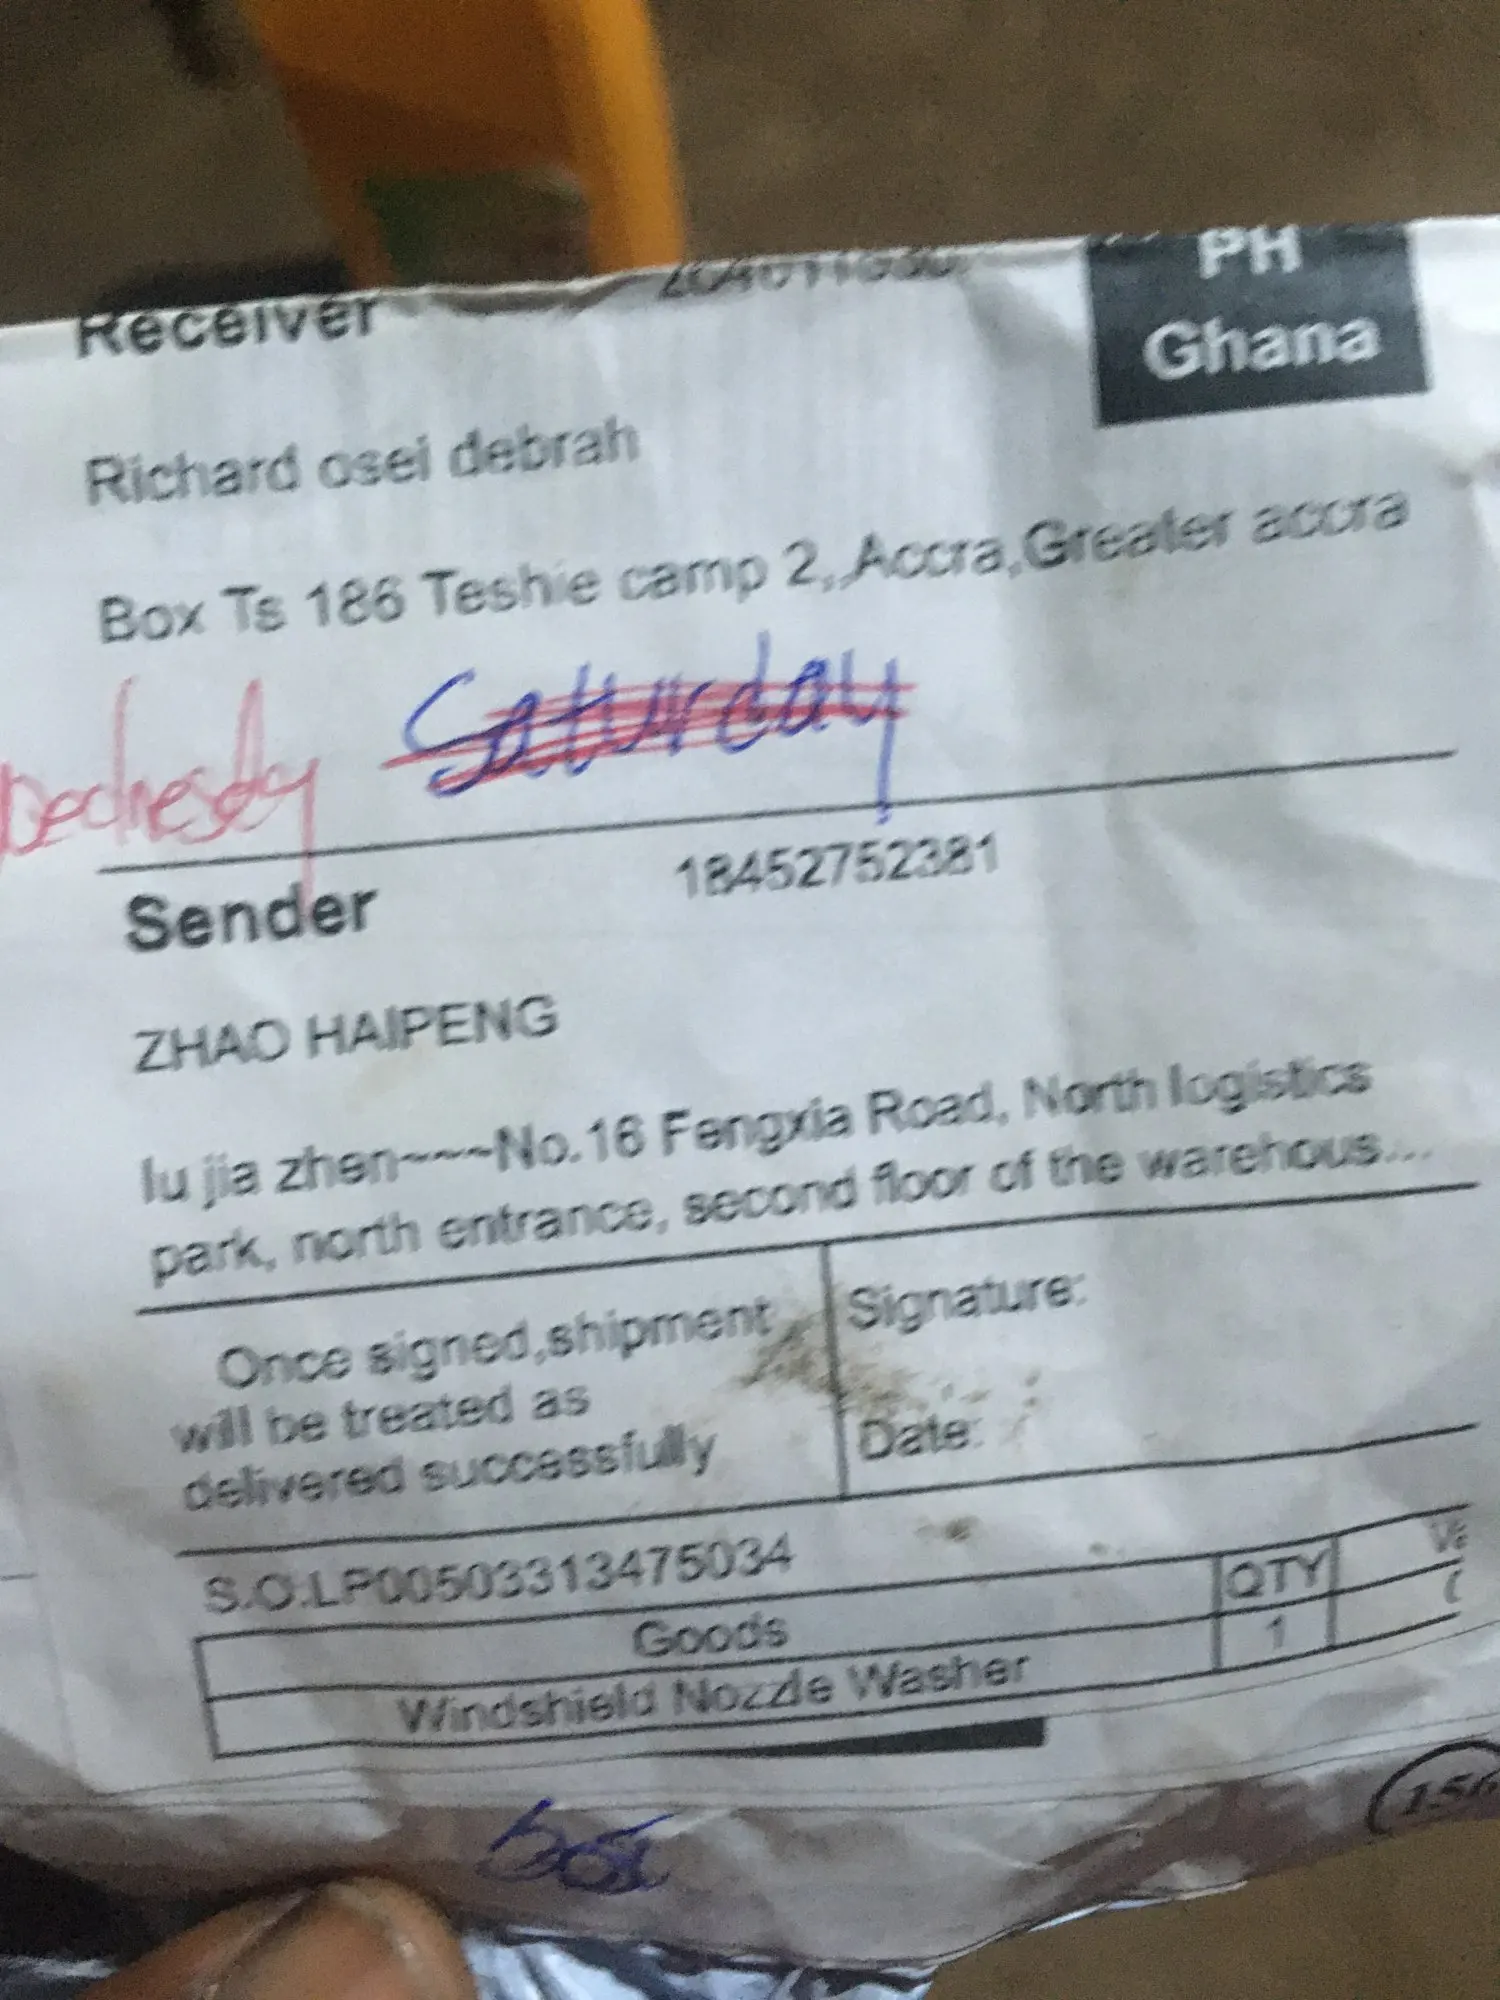 PH
Ghana
Receiver
Richard osei debrah
Box Ts 186 Teshie camp 2,,Accra,Greater accra
wednesday Saturday
Sender 18452752381
ZHAO HAIPENG
lu jia zhen~~~No.16 Fengxia Road, North logistics
park, north entrance, second floor of the warehous...
Once signed,shipment
will be treated as
delivered successfully
Signature:
Date:
S.O.LP00503313475034
Goods QTY
Windshield Nozzle Washer 1
156